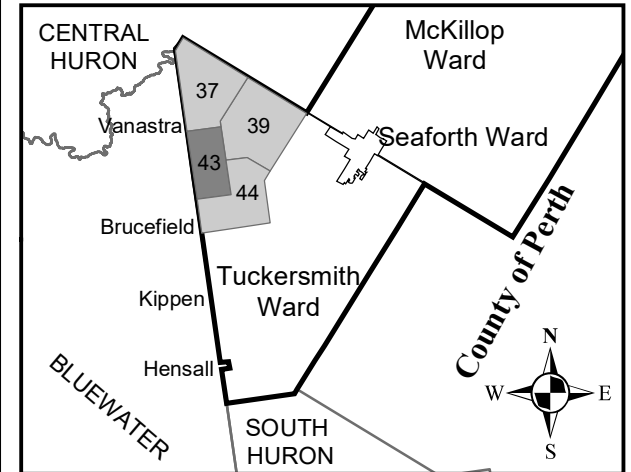 CENTRAL
HURON
McKillop
Ward
37
Vanastra
39
Seaforth Ward
43
44
Brucefield
Tuckersmith
Ward
Kippen
Hensall
County of Perth
BLUEWATER
SOUTH
HURON
N
W
E
S